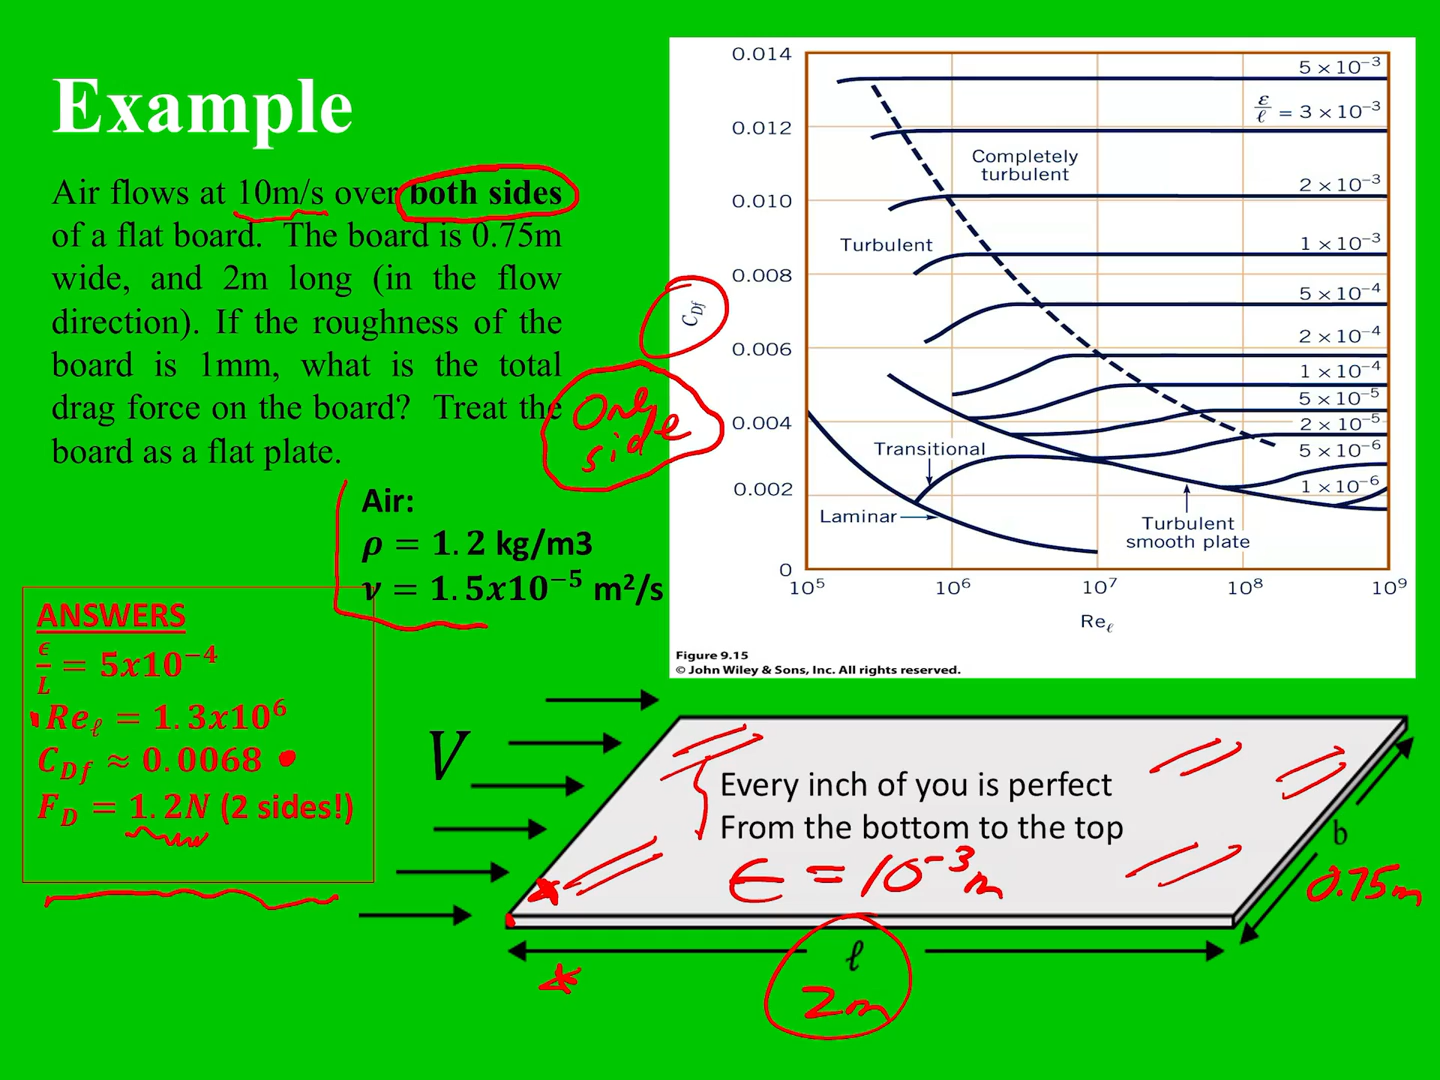 Example
Air flows at 10m/s over both sides
of a flat board. The board is 0.75m
wide, and 2m long (in the flow
direction). If the roughness of the
board is 1mm, what is the total
drag force on the board? Treat the
board as a flat plate.
One
side
Air:
ρ = 1.2 kg/m3
ν = 1.5x10⁻⁵ m²/s
ANSWERS
ϵ/L = 5x10⁻⁴
Reℓ = 1.3x10⁶
C_Df ≈ 0.0068
F_D = 1.2N (2 sides!)
0.014
0.012
0.010
0.008
0.006
0.004
0.002
0
C_Df
5 × 10⁻³
ε/ℓ = 3 × 10⁻³
Completely
turbulent
2 × 10⁻³
Turbulent
1 × 10⁻³
5 × 10⁻⁴
2 × 10⁻⁴
1 × 10⁻⁴
5 × 10⁻⁵
2 × 10⁻⁵
Transitional
5 × 10⁻⁶
1 × 10⁻⁶
Laminar
Turbulent
smooth plate
10⁵ 10⁶ 10⁷ 10⁸ 10⁹
Reℓ
Figure 9.15
© John Wiley & Sons, Inc. All rights reserved.
V
Every inch of you is perfect
From the bottom to the top
ϵ = 10⁻³m
b
0.75m
ℓ
2m